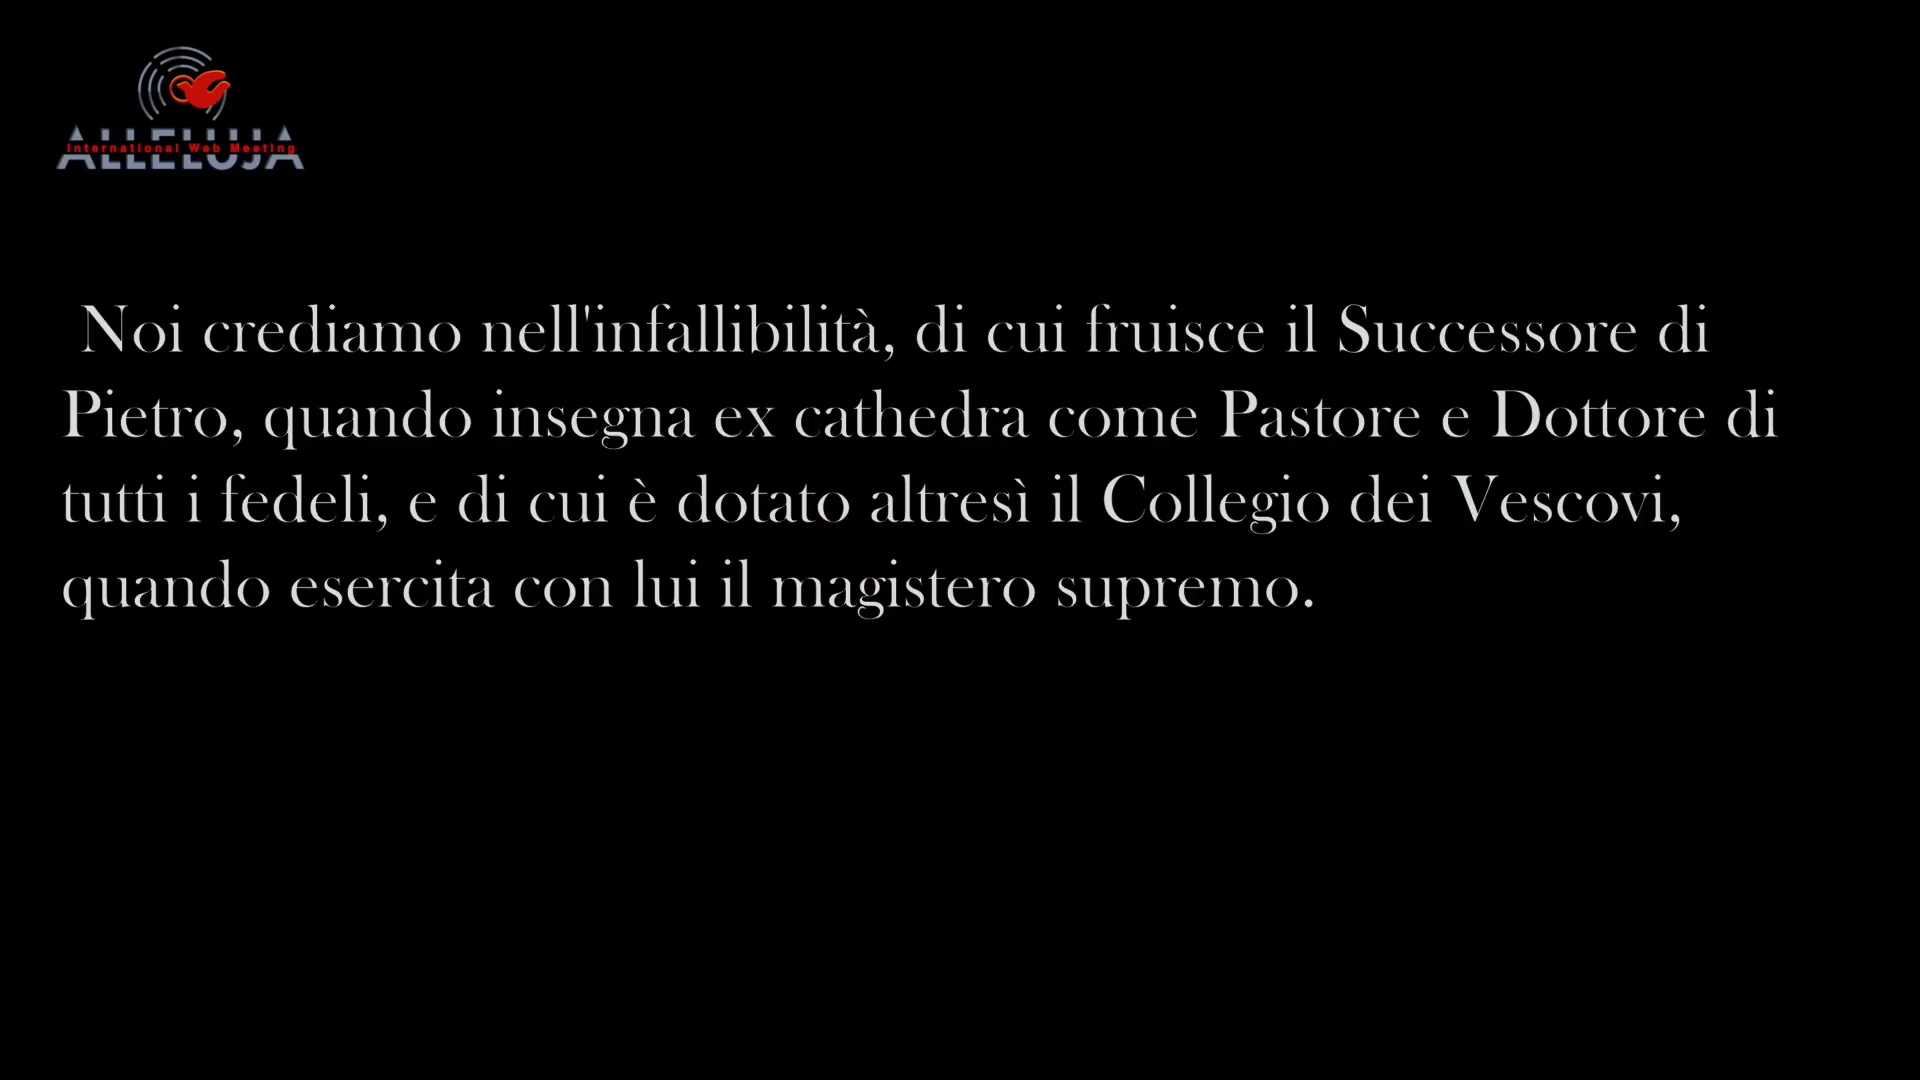 ALLELUJA
International Web Meeting
Noi crediamo nell'infallibilità, di cui fruisce il Successore di
Pietro, quando insegna ex cathedra come Pastore e Dottore di
tutti i fedeli, e di cui è dotato altresì il Collegio dei Vescovi,
quando esercita con lui il magistero supremo.